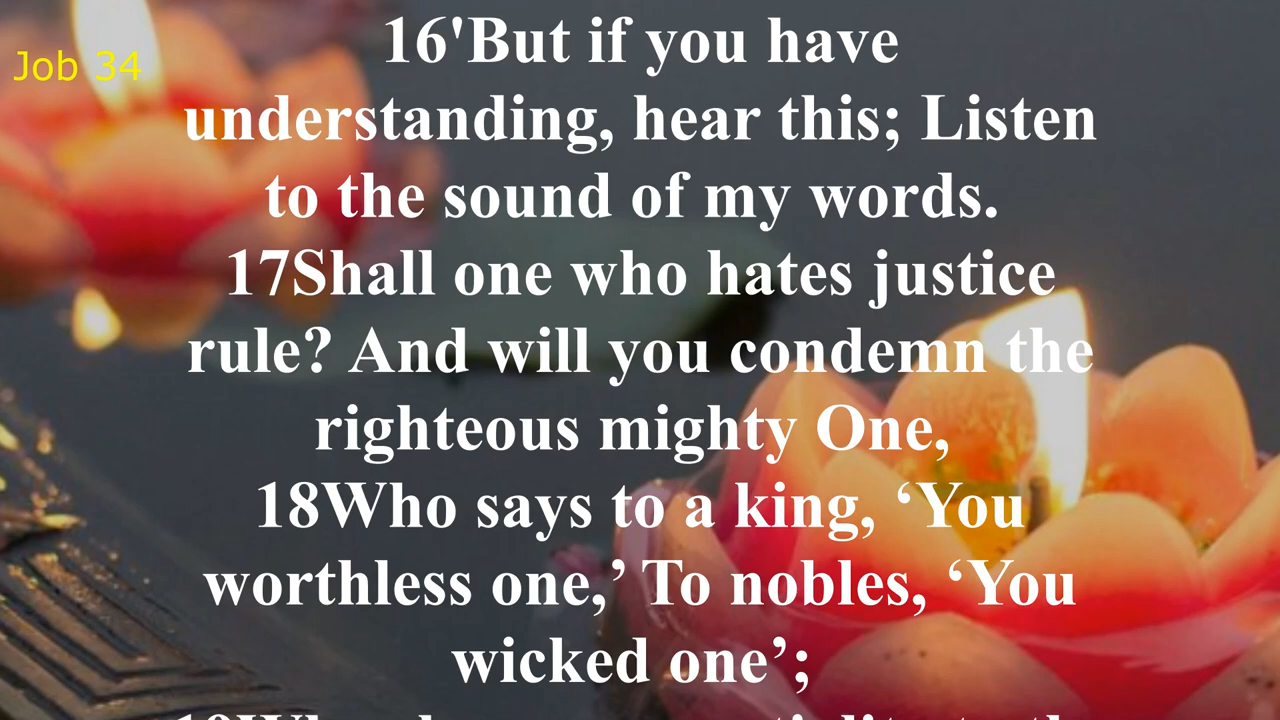 Job 34
16'But if you have
understanding, hear this; Listen
to the sound of my words.
17Shall one who hates justice
rule? And will you condemn the
righteous mighty One,
18Who says to a king, ‘You
worthless one,’ To nobles, ‘You
wicked one’;